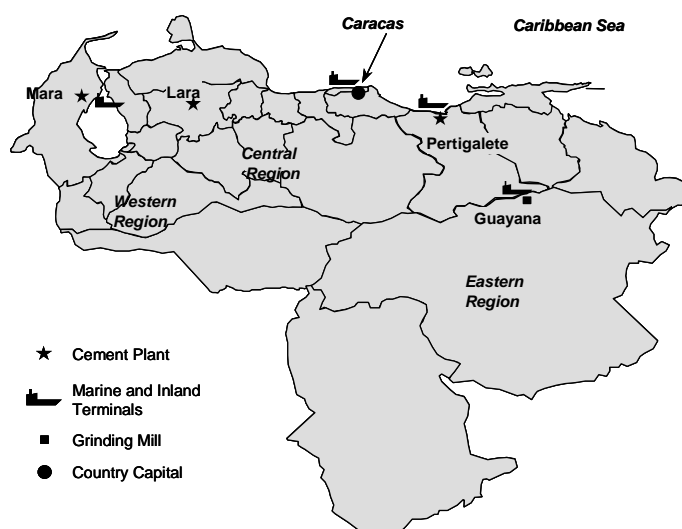 Caracas
Caribbean Sea
Mara
Lara
Pertigalete
Central
Region
Western
Region
Guayana
Eastern
Region
Cement Plant
Marine and Inland
Terminals
Grinding Mill
Country Capital